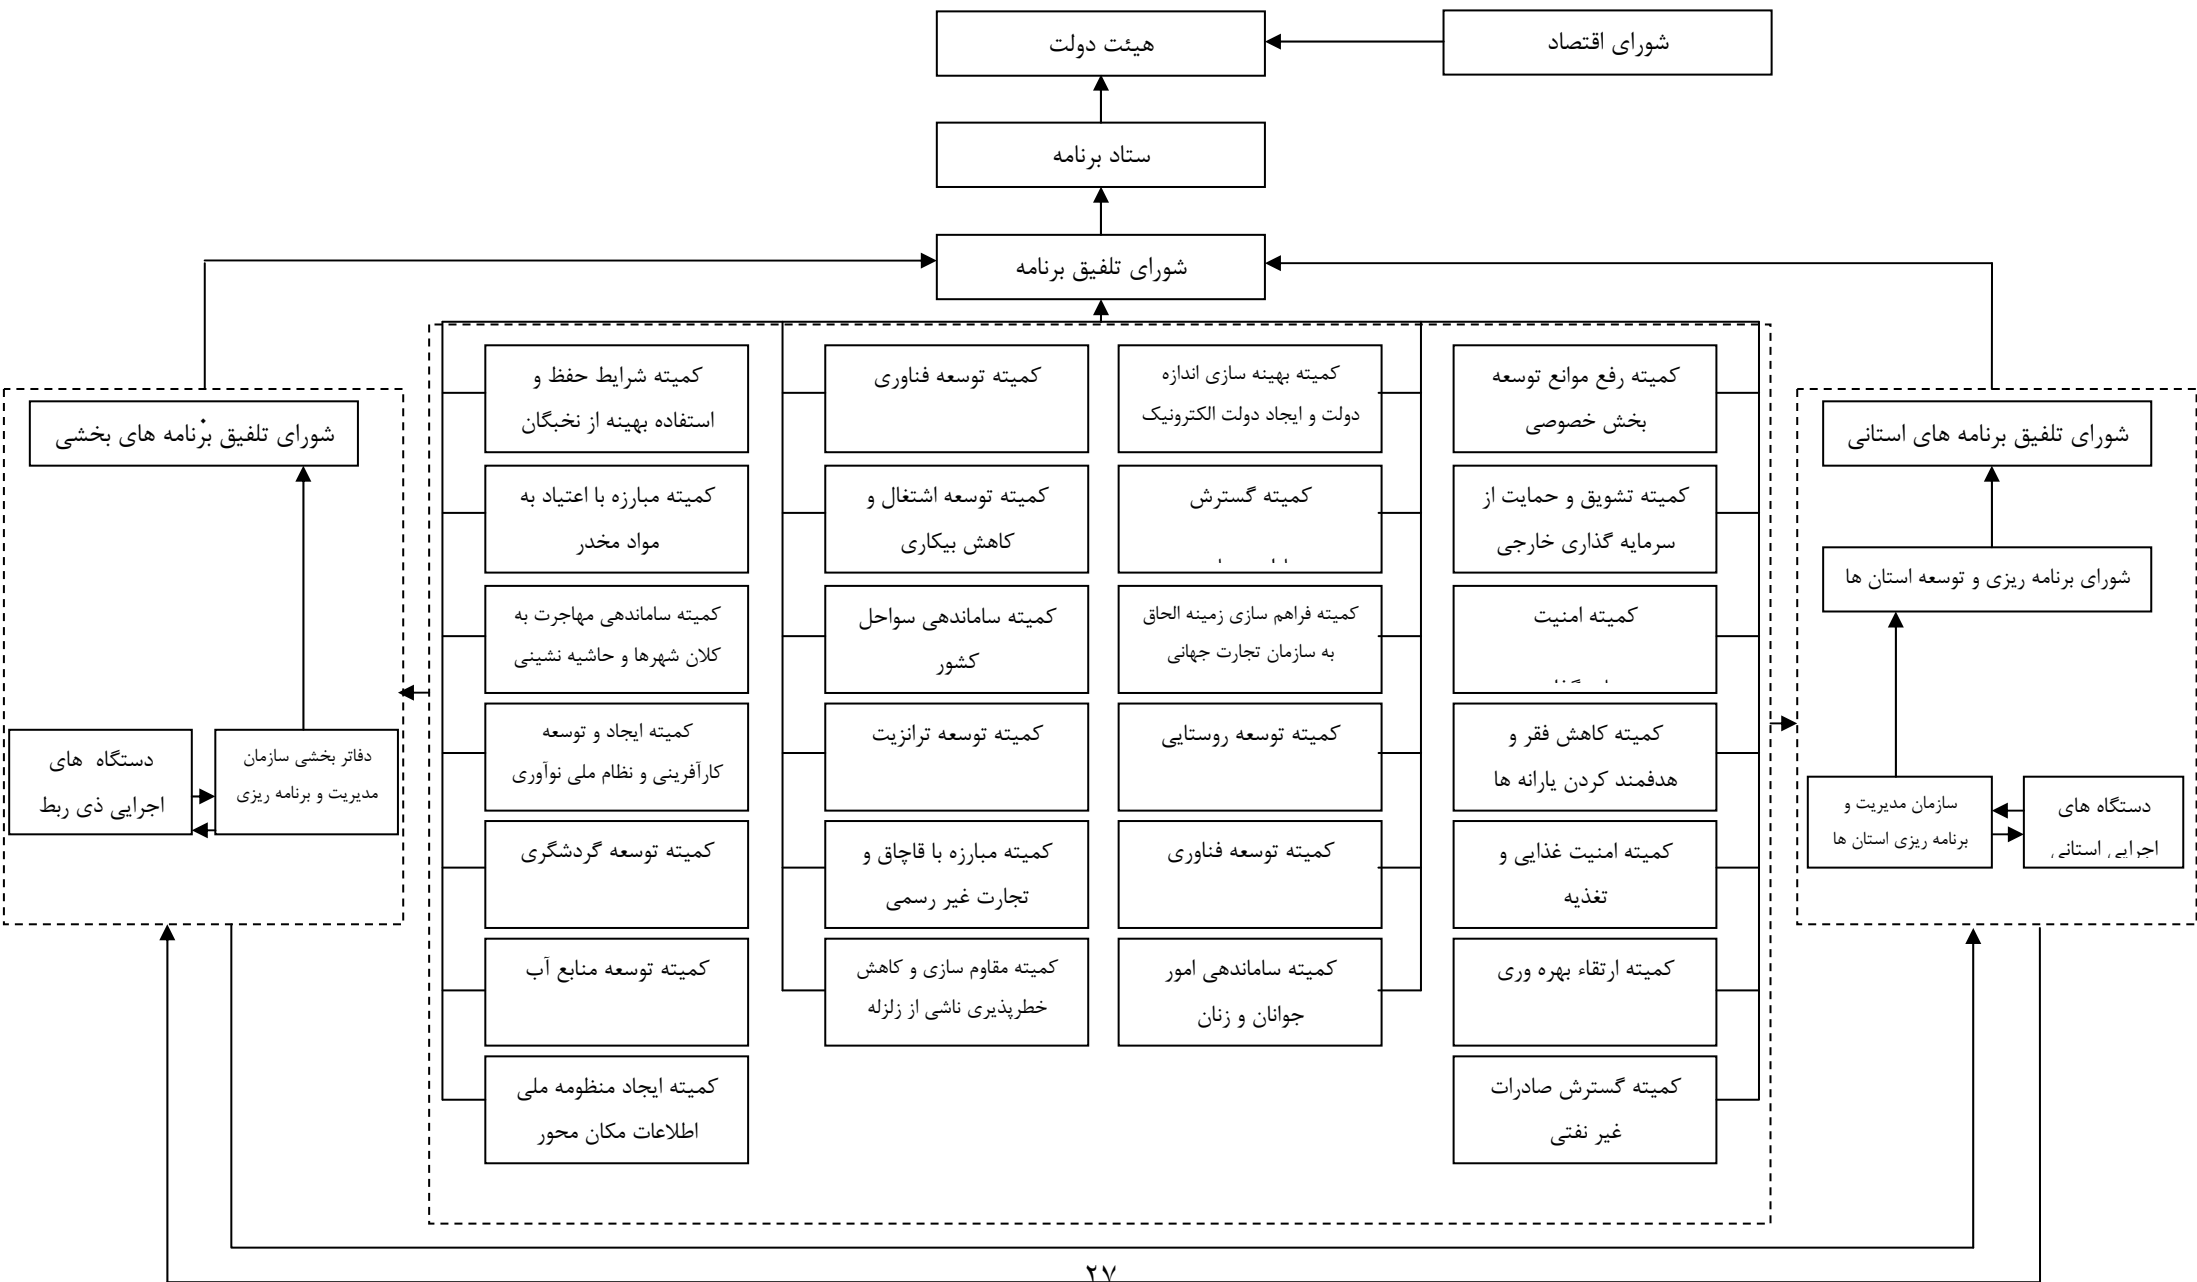 شورای اقتصاد
هیئت دولت
ستاد برنامه
شورای تلفیق برنامه
شورای تلفیق برنامه های استانی
شورای برنامه ریزی و توسعه استان ها
دستگاه های
اجرایی استانی
سازمان مدیریت و
برنامه ریزی استان ها
کمیته رفع موانع توسعه
بخش خصوصی
کمیته تشویق و حمایت از
سرمایه گذاری خارجی
کمیته امنیت
کمیته کاهش فقر و
هدفمند کردن یارانه ها
کمیته امنیت غذایی و
تغذیه
کمیته ارتقاء بهره وری
کمیته گسترش صادرات
غیر نفتی
کمیته بهینه سازی اندازه
دولت و ایجاد دولت الکترونیک
کمیته گسترش
کمیته فراهم سازی زمینه الحاق
به سازمان تجارت جهانی
کمیته توسعه روستایی
کمیته توسعه فناوری
کمیته ساماندهی امور
جوانان و زنان
کمیته توسعه فناوری
کمیته توسعه اشتغال و
کاهش بیکاری
کمیته ساماندهی سواحل
کشور
کمیته توسعه ترانزیت
کمیته مبارزه با قاچاق و
تجارت غیر رسمی
کمیته مقاوم سازی و کاهش
خطرپذیری ناشی از زلزله
کمیته شرایط حفظ و
استفاده بهینه از نخبگان
کمیته مبارزه با اعتیاد به
مواد مخدر
کمیته ساماندهی مهاجرت به
کلان شهرها و حاشیه نشینی
کمیته ایجاد و توسعه
کارآفرینی و نظام ملی نوآوری
کمیته توسعه گردشگری
کمیته توسعه منابع آب
کمیته ایجاد منظومه ملی
اطلاعات مکان محور
شورای تلفیق برنامه های بخشی
دفاتر بخشی سازمان
مدیریت و برنامه ریزی
دستگاه های
اجرایی ذی ربط
۲۷